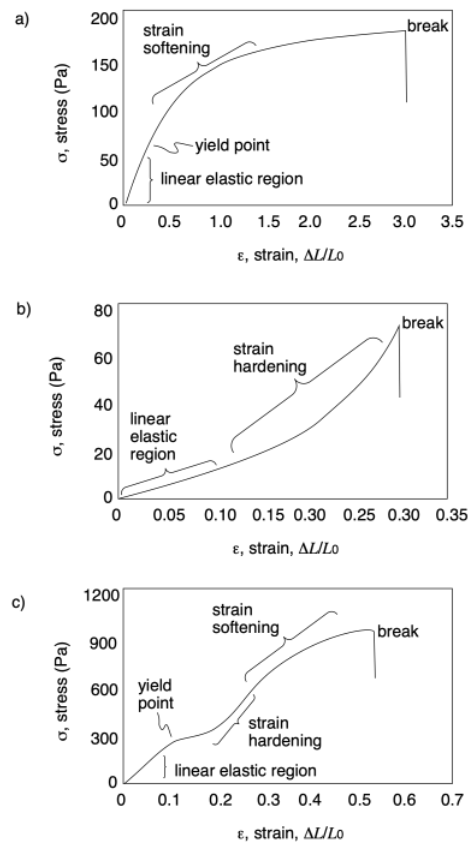 a)
200
150
100
50
0
σ, stress (Pa)
strain
softening
break
yield point
linear elastic region
0 0.5 1.0 1.5 2.0 2.5 3.0 3.5
ε, strain, ΔL/L0
b)
80
60
40
20
0
σ, stress (Pa)
break
strain
hardening
linear
elastic
region
0 0.05 0.10 0.15 0.20 0.25 0.30 0.35
ε, strain, ΔL/L0
c)
1200
900
600
300
0
σ, stress (Pa)
strain
softening
break
yield
point
strain
hardening
linear elastic region
0 0.1 0.2 0.3 0.4 0.5 0.6 0.7
ε, strain, ΔL/L0